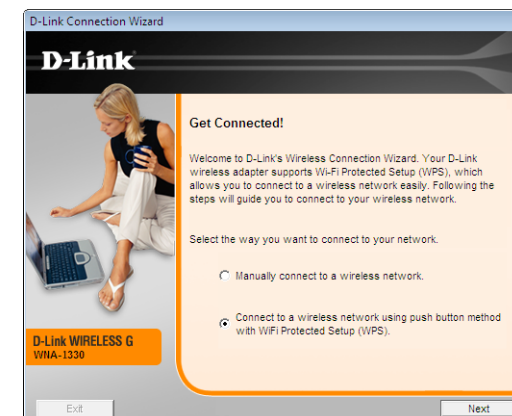 D-Link Connection Wizard
D-Link
Get Connected!
Welcome to D-Link's Wireless Connection Wizard. Your D-Link
wireless adapter supports Wi-Fi Protected Setup (WPS), which
allows you to connect to a wireless network easily. Following the
steps will guide you to connect to your wireless network.
Select the way you want to connect to your network.
Manually connect to a wireless network.
Connect to a wireless network using push button method
with WiFi Protected Setup (WPS).
D-Link WIRELESS G
WNA-1330
Exit
Next